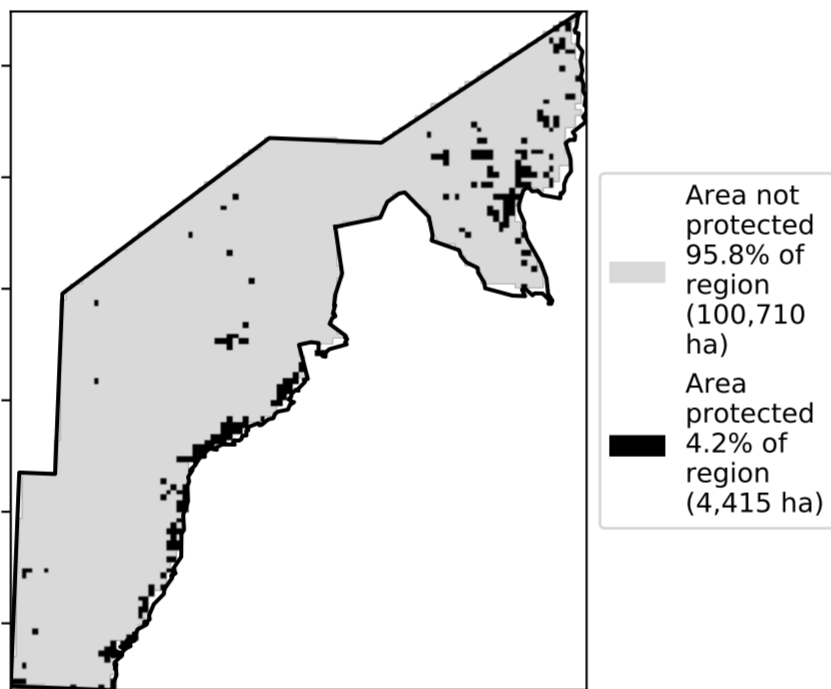 Area not
protected
95.8% of
region
(100,710
ha)
Area
protected
4.2% of
region
(4,415 ha)